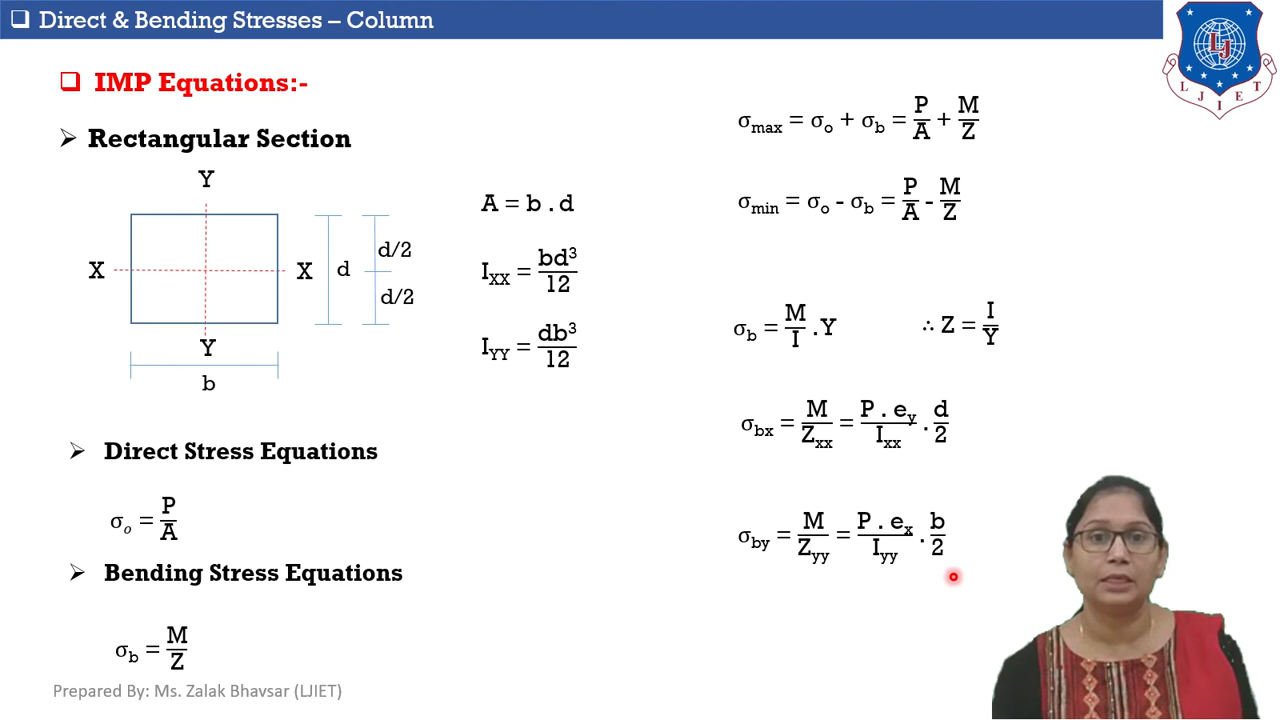 ❑ Direct & Bending Stresses – Column
L J I E T
LJ
❑ IMP Equations:-
➢ Rectangular Section
Y
X X
Y
b
d
d/2
d/2
A = b . d
I_XX = bd³/12
I_YY = db³/12
➢ Direct Stress Equations
σ_o = P/A
➢ Bending Stress Equations
σ_b = M/Z
σ_max = σ_o + σ_b = P/A + M/Z
σ_min = σ_o - σ_b = P/A - M/Z
σ_b = M/I . Y ∴ Z = I/Y
σ_bx = M/Z_xx = P . e_y/I_xx . d/2
σ_by = M/Z_yy = P . e_x/I_yy . b/2
Prepared By: Ms. Zalak Bhavsar (LJIET)